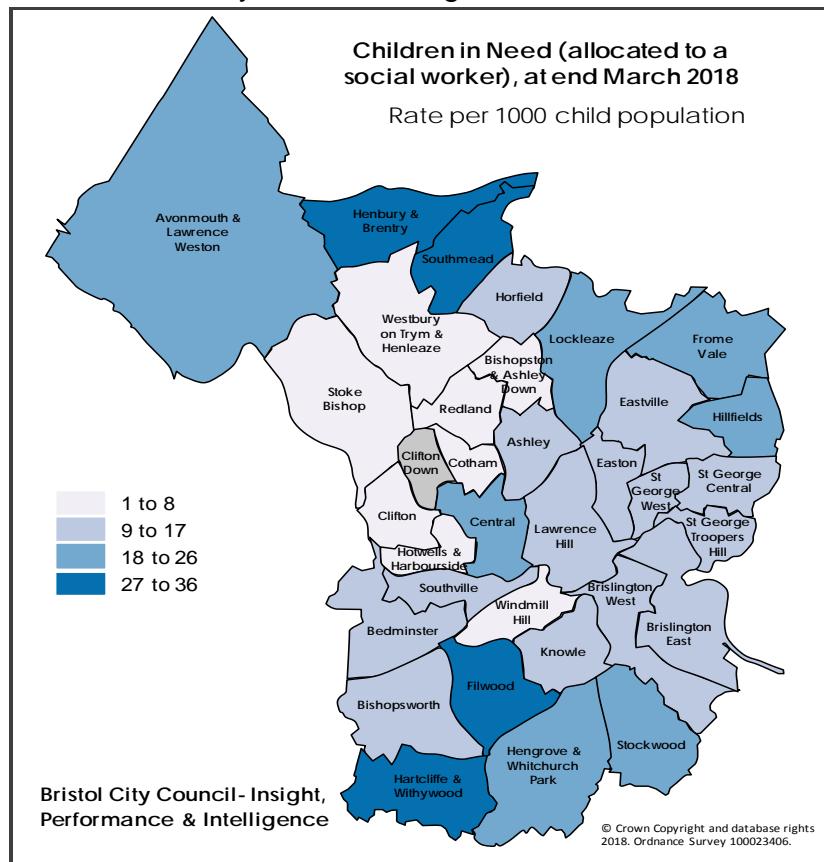 Children in Need (allocated to a
social worker), at end March 2018
Rate per 1000 child population
Avonmouth &
Lawrence
Weston
Henbury &
Brentry
Southmead
Horfield
Westbury
on Trym &
Henleaze
Lockleaze
Frome
Vale
Bishopston
& Ashley
Down
Stoke
Bishop
Redland
Eastville
Hillfields
Clifton
Down
Cotham
Ashley
Easton
St
George
West
St George
Central
Clifton
Central
Lawrence
Hill
St George
Troopers
Hill
Hotwells &
Harbourside
Southville
Windmill
Hill
Brislington
West
Brislington
East
Bedminster
Knowle
Filwood
Bishopsworth
Hengrove &
Whitchurch
Park
Stockwood
Hartcliffe &
Withywood
1 to 8
9 to 17
18 to 26
27 to 36
Bristol City Council- Insight,
Performance & Intelligence
© Crown Copyright and database rights
2018. Ordnance Survey 100023406.